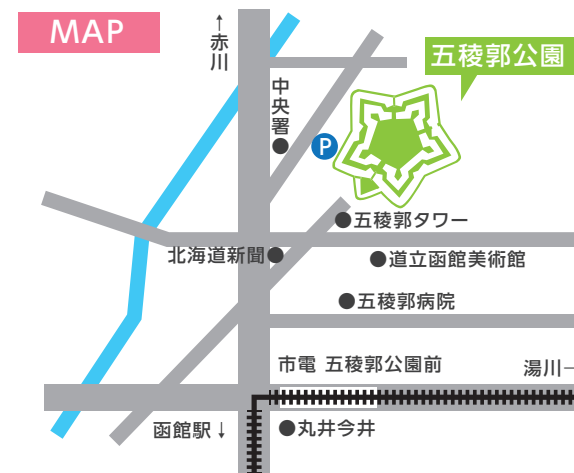 MAP
↑赤川
五稜郭公園
中央署
P
五稜郭タワー
北海道新聞
道立函館美術館
五稜郭病院
市電 五稜郭公園前
湯川
函館駅↓
丸井今井